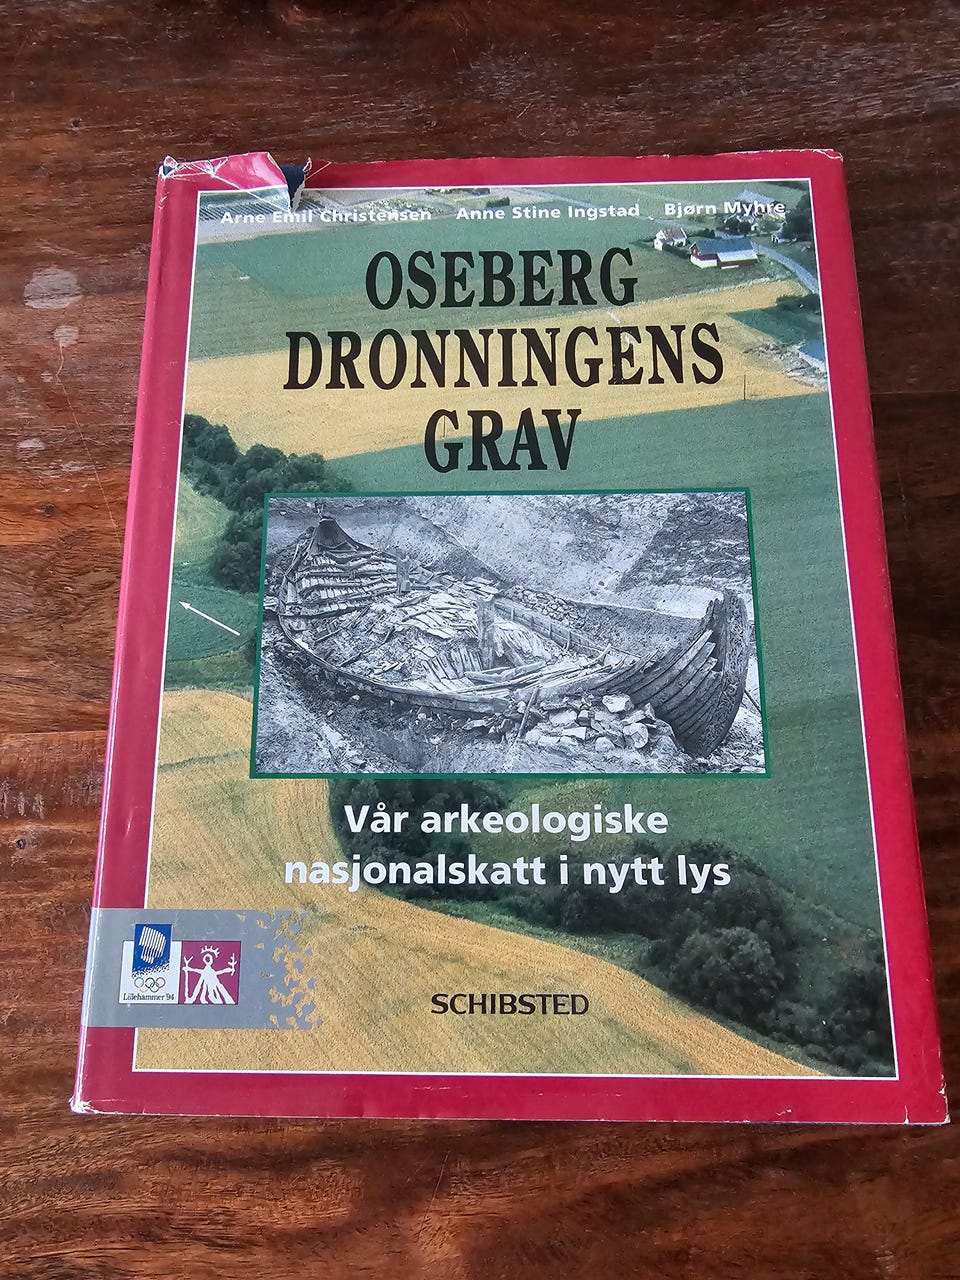 Arne Emil Christensen Anne Stine Ingstad Bjørn Myhre
OSEBERG
DRONNINGENS
GRAV
Vår arkeologiske
nasjonalskatt i nytt lys
Lillehammer '94
SCHIBSTED